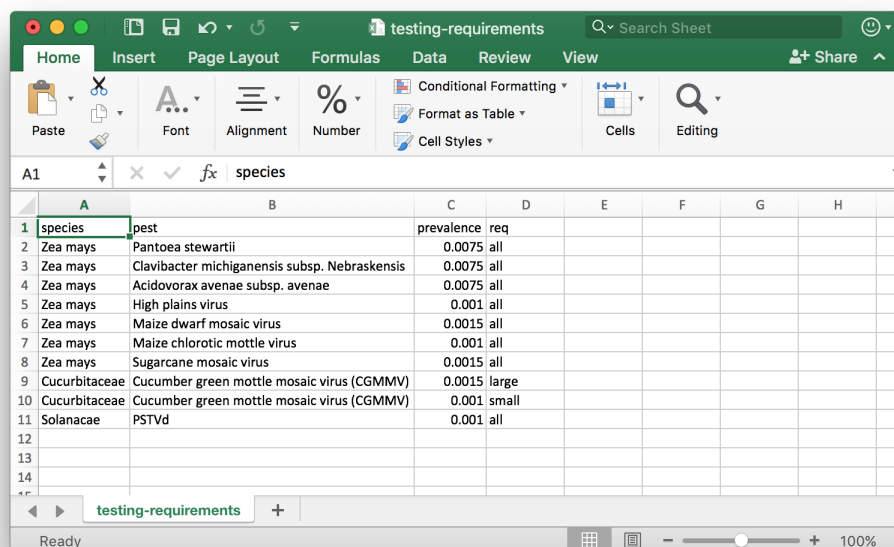 testing-requirements
Search Sheet
Home Insert Page Layout Formulas Data Review View Share
Paste Font Alignment Number Conditional Formatting Format as Table Cell Styles Cells Editing
A1 fx species
A B C D E F G H
1 species pest prevalence req
2 Zea mays Pantoea stewartii 0.0075 all
3 Zea mays Clavibacter michiganensis subsp. Nebraskensis 0.0075 all
4 Zea mays Acidovorax avenae subsp. avenae 0.0075 all
5 Zea mays High plains virus 0.001 all
6 Zea mays Maize dwarf mosaic virus 0.0015 all
7 Zea mays Maize chlorotic mottle virus 0.001 all
8 Zea mays Sugarcane mosaic virus 0.0015 all
9 Cucurbitaceae Cucumber green mottle mosaic virus (CGMMV) 0.0015 large
10 Cucurbitaceae Cucumber green mottle mosaic virus (CGMMV) 0.001 small
11 Solanacae PSTVd 0.001 all
12
13
14
testing-requirements +
Ready 100%